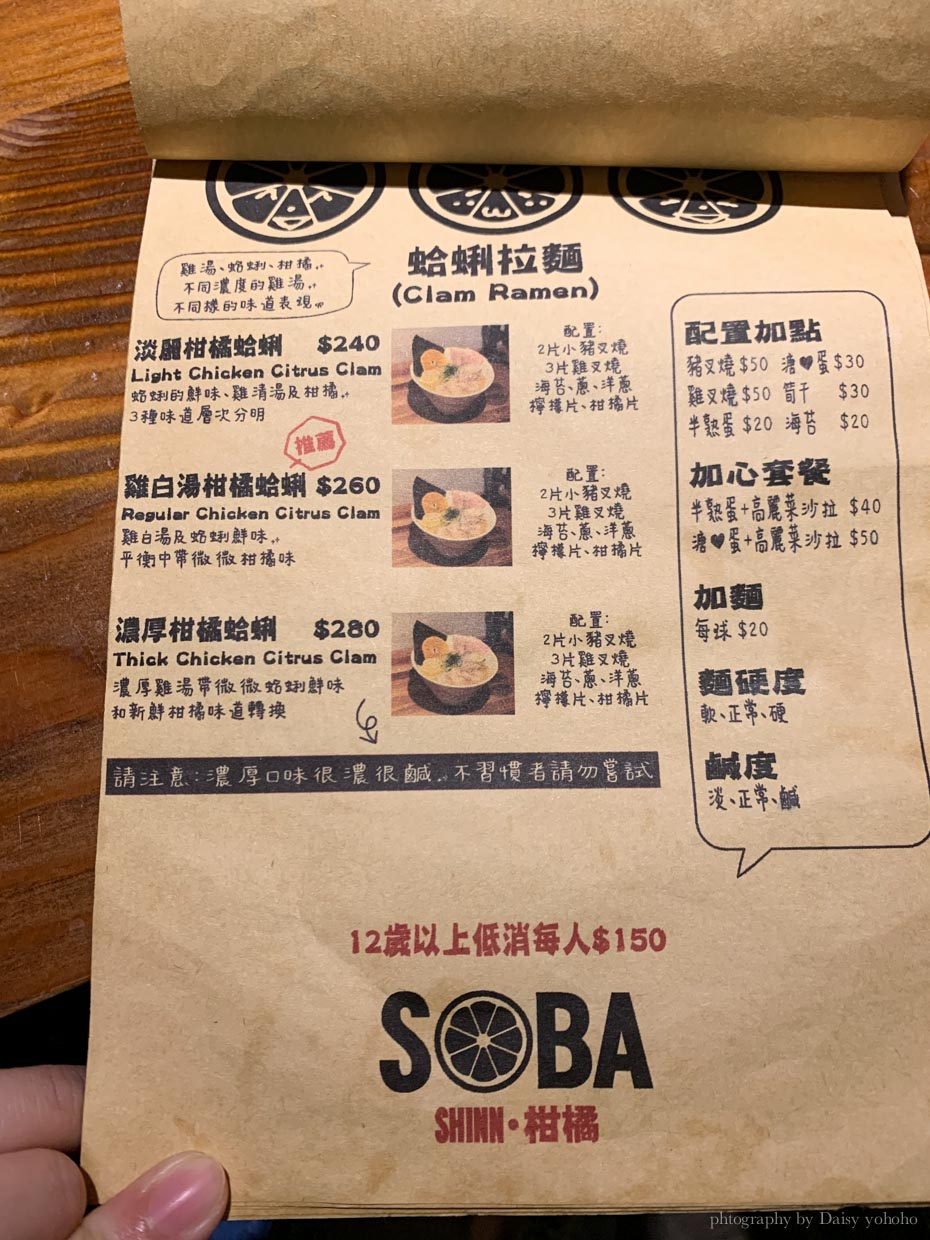 雞湯、蛤蜊、柑橘
不同濃度的雞湯
不同樣的味道表現
蛤蜊拉麵
(Clam Ramen)
淡麗柑橘蛤蜊 $240
Light Chicken Citrus Clam
蛤蜊的鮮味、雞清湯及柑橘
3種味道層次分明
配置:
2片小豬叉燒
3片雞叉燒
海苔、蔥、洋蔥
檸檬片、柑橘片
推薦
雞白湯柑橘蛤蜊 $260
Regular Chicken Citrus Clam
雞白湯及蛤蜊鮮味
平衡中帶微微柑橘味
配置:
2片小豬叉燒
3片雞叉燒
海苔、蔥、洋蔥
檸檬片、柑橘片
濃厚柑橘蛤蜊 $280
Thick Chicken Citrus Clam
濃厚雞湯帶微微蛤蜊鮮味
和新鮮柑橘味道轉換
配置:
2片小豬叉燒
3片雞叉燒
海苔、蔥、洋蔥
檸檬片、柑橘片
請注意:濃厚口味很濃很鹹 不習慣者請勿嘗試
配置加點
豬叉燒 $50 溏♥蛋 $30
雞叉燒 $50 筍干 $30
半熟蛋 $20 海苔 $20
加心套餐
半熟蛋+高麗菜沙拉 $40
溏♥蛋+高麗菜沙拉 $50
加麵
每球 $20
麵硬度
軟、正常、硬
鹹度
淡、正常、鹹
12歲以上低消每人$150
SOBA
SHINN·柑橘
phtography by Daisy yohoho